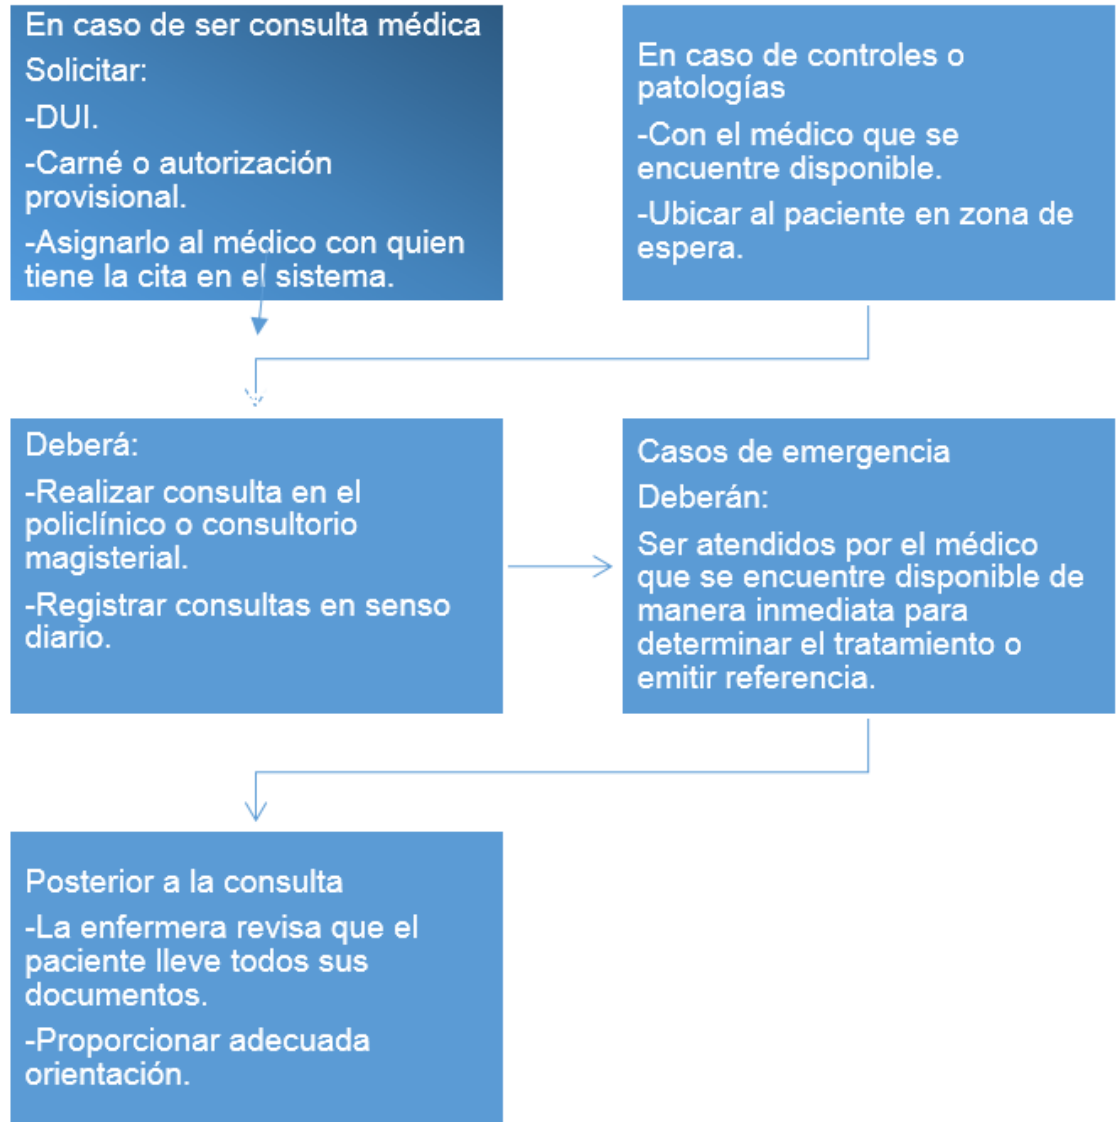 En caso de ser consulta médica
Solicitar:
-DUI.
-Carné o autorización
provisional.
-Asignarlo al médico con quien
tiene la cita en el sistema.
En caso de controles o
patologías
-Con el médico que se
encuentre disponible.
-Ubicar al paciente en zona de
espera.
Deberá:
-Realizar consulta en el
policlínico o consultorio
magisterial.
-Registrar consultas en senso
diario.
Casos de emergencia
Deberán:
Ser atendidos por el médico
que se encuentre disponible de
manera inmediata para
determinar el tratamiento o
emitir referencia.
Posterior a la consulta
-La enfermera revisa que el
paciente lleve todos sus
documentos.
-Proporcionar adecuada
orientación.